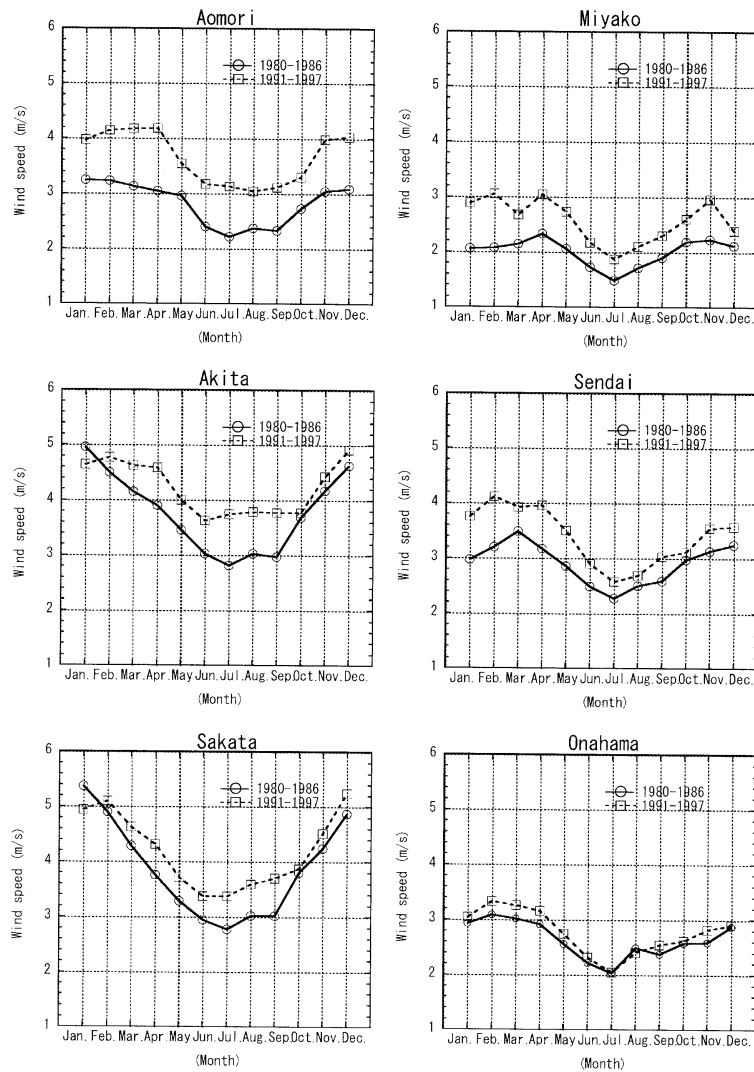 Aomori
6
5
4
3
2
1
Wind speed (m/s)
1980-1986
1991-1997
Jan. Feb. Mar. Apr. May Jun. Jul. Aug. Sep. Oct. Nov. Dec.
(Month)
Miyako
6
5
4
3
2
1
Wind speed (m/s)
1980-1986
1991-1997
Jan. Feb. Mar. Apr. May Jun. Jul. Aug. Sep. Oct. Nov. Dec.
(Month)
Akita
6
5
4
3
2
1
Wind speed (m/s)
1980-1986
1991-1997
Jan. Feb. Mar. Apr. May Jun. Jul. Aug. Sep. Oct. Nov. Dec.
(Month)
Sendai
6
5
4
3
2
1
Wind speed (m/s)
1980-1986
1991-1997
Jan. Feb. Mar. Apr. May Jun. Jul. Aug. Sep. Oct. Nov. Dec.
(Month)
Sakata
6
5
4
3
2
1
Wind speed (m/s)
1980-1986
1991-1997
Jan. Feb. Mar. Apr. May Jun. Jul. Aug. Sep. Oct. Nov. Dec.
(Month)
Onahama
6
5
4
3
2
1
Wind speed (m/s)
1980-1986
1991-1997
Jan. Feb. Mar. Apr. May Jun. Jul. Aug. Sep. Oct. Nov. Dec.
(Month)